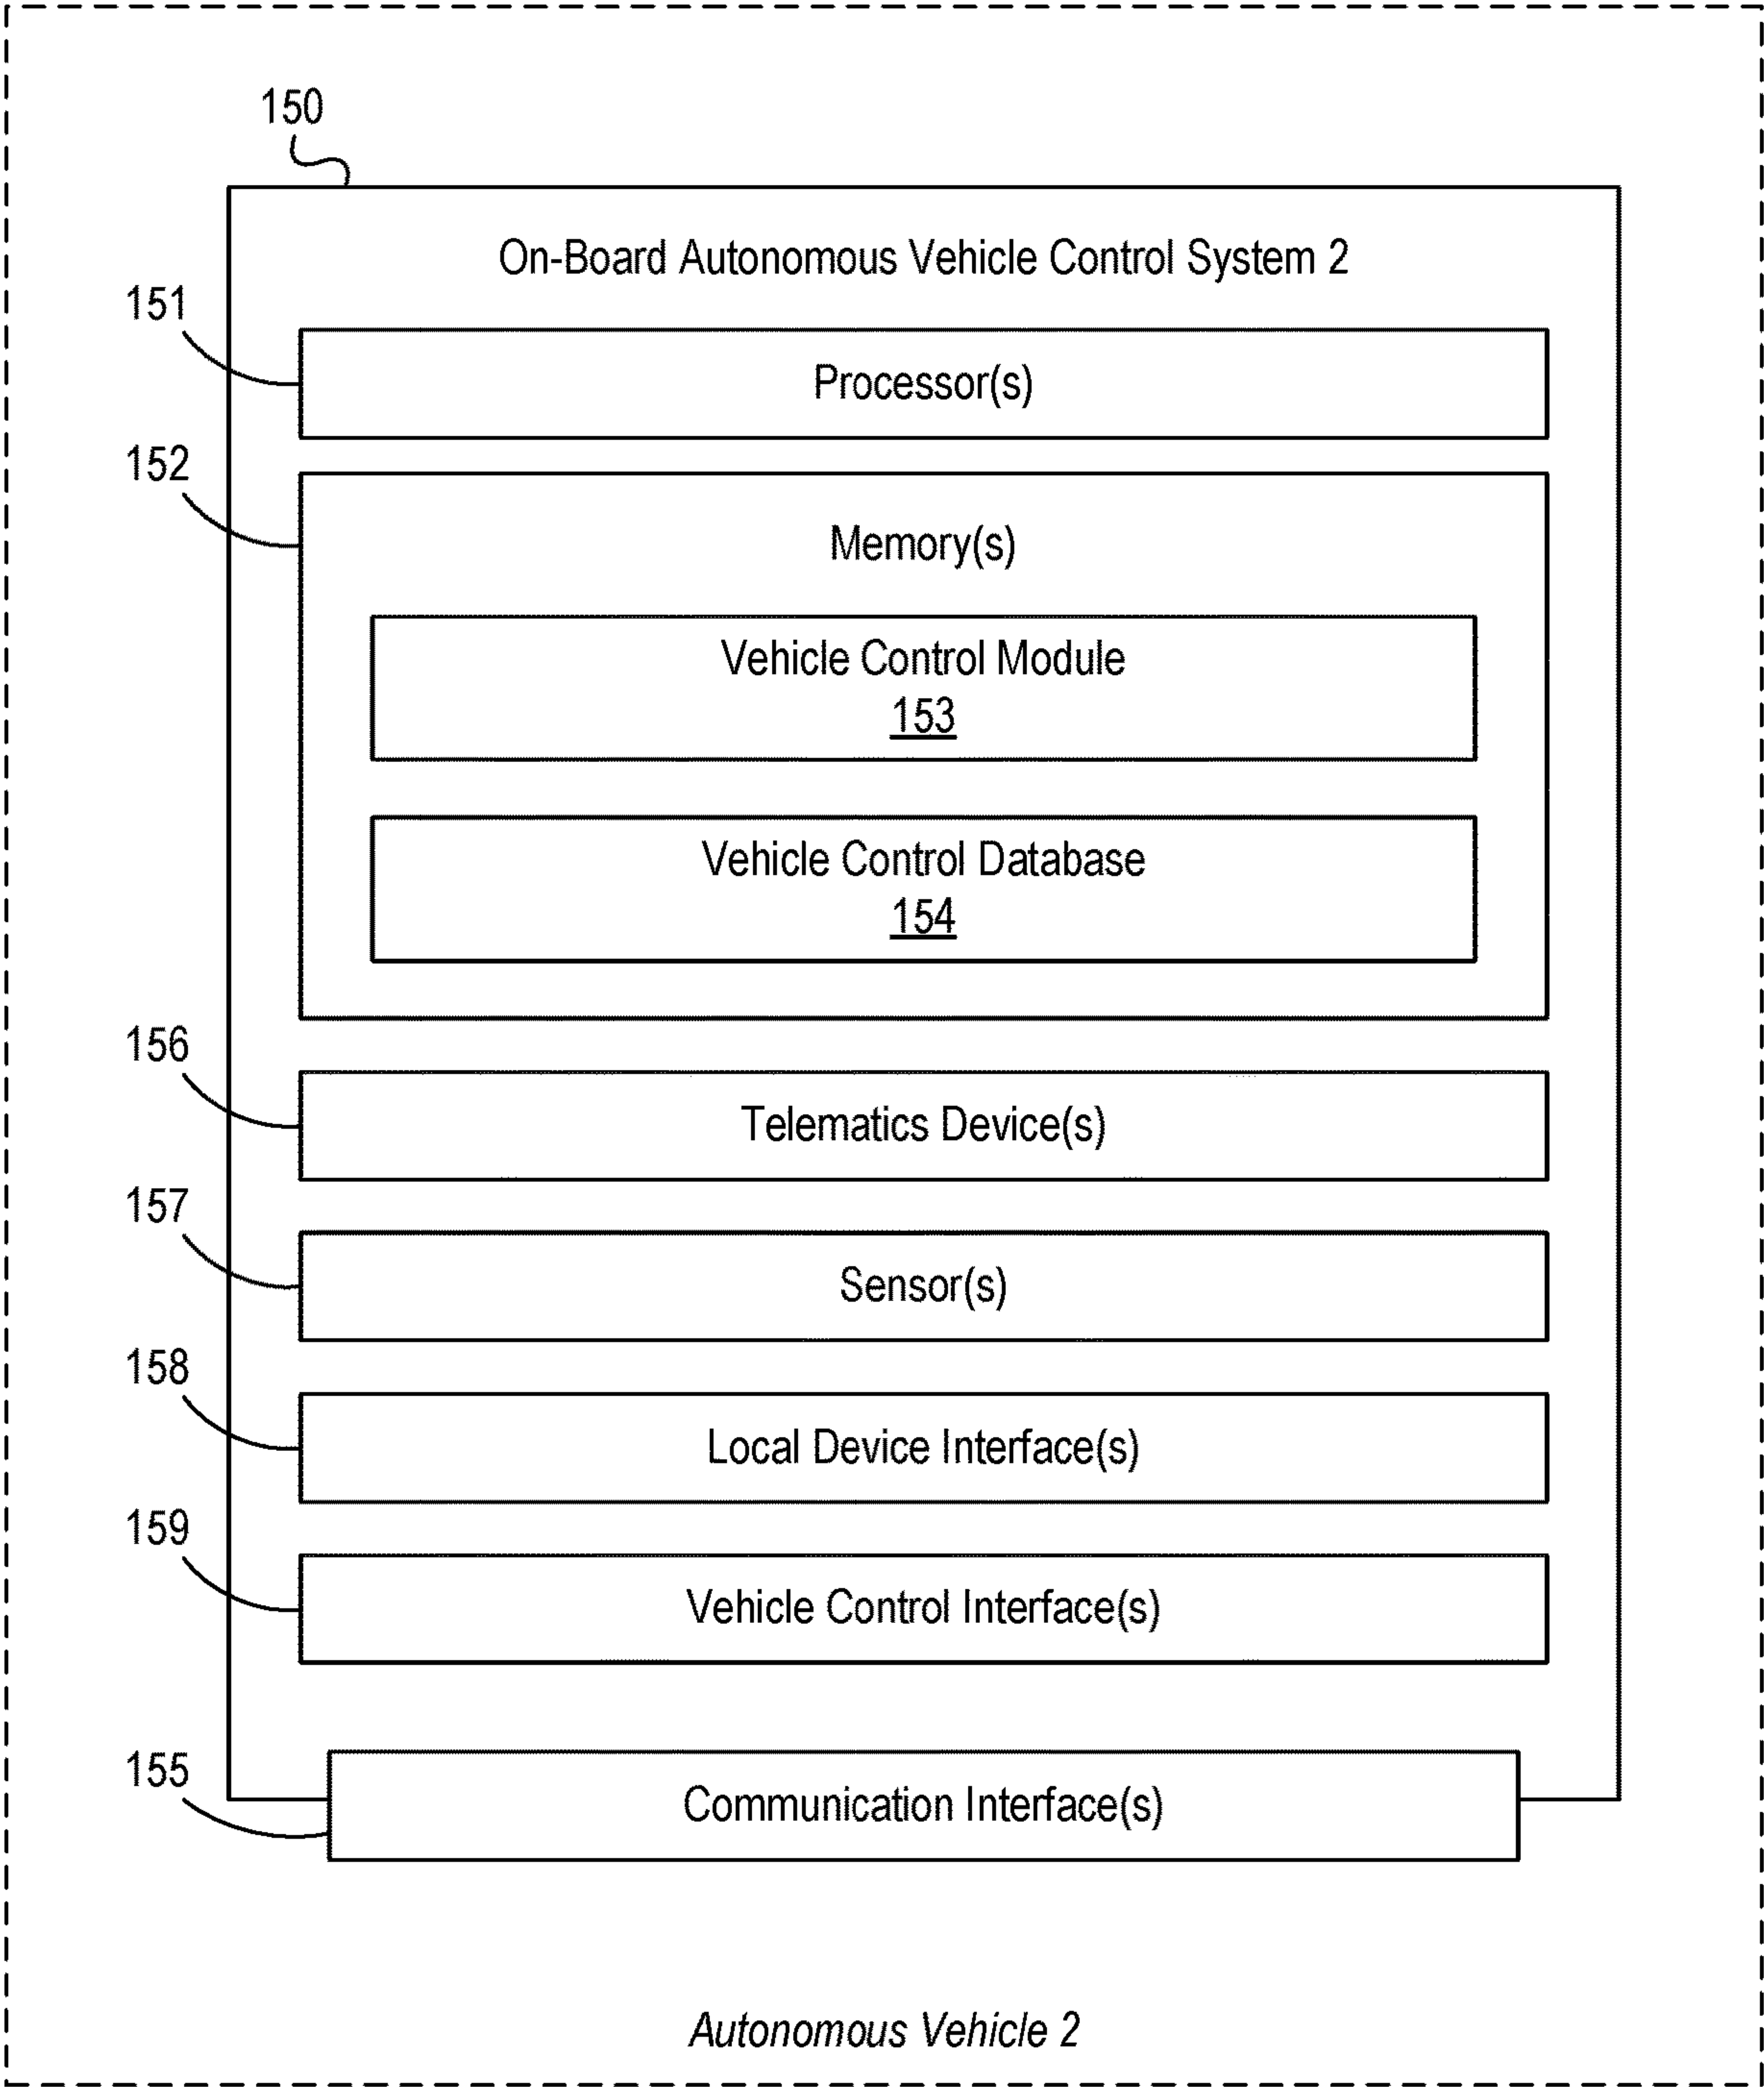 150
On-Board Autonomous Vehicle Control System 2
151
Processor(s)
152
Memory(s)
Vehicle Control Module
153
Vehicle Control Database
154
156
Telematics Device(s)
157
Sensor(s)
158
Local Device Interface(s)
159
Vehicle Control Interface(s)
155
Communication Interface(s)
Autonomous Vehicle 2